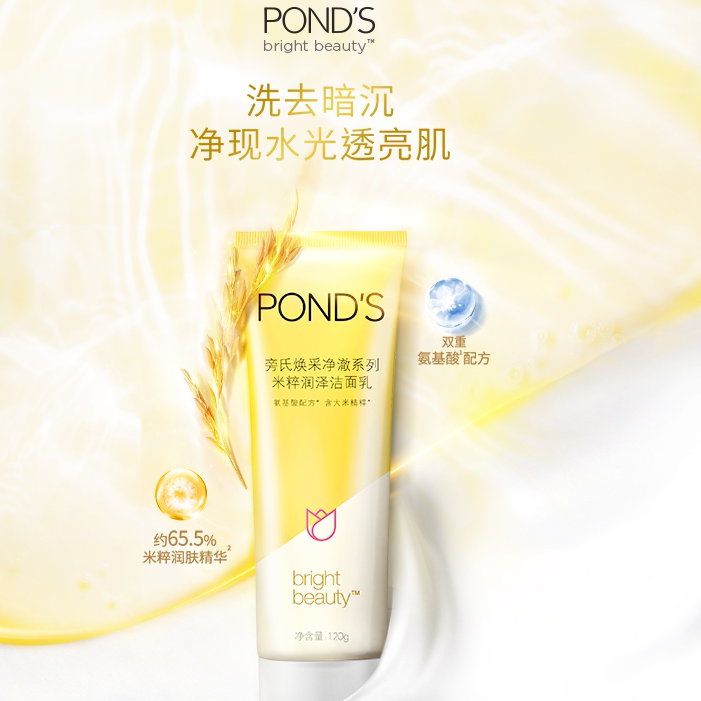 POND'S
bright beauty™
洗去暗沉
净现水光透亮肌
POND'S
旁氏焕采净澈系列
米粹润泽洁面乳
氨基酸配方* 含大米精粹*
双重
氨基酸¹配方
约65.5%
米粹润肤精华²
bright
beauty™
净含量:120g